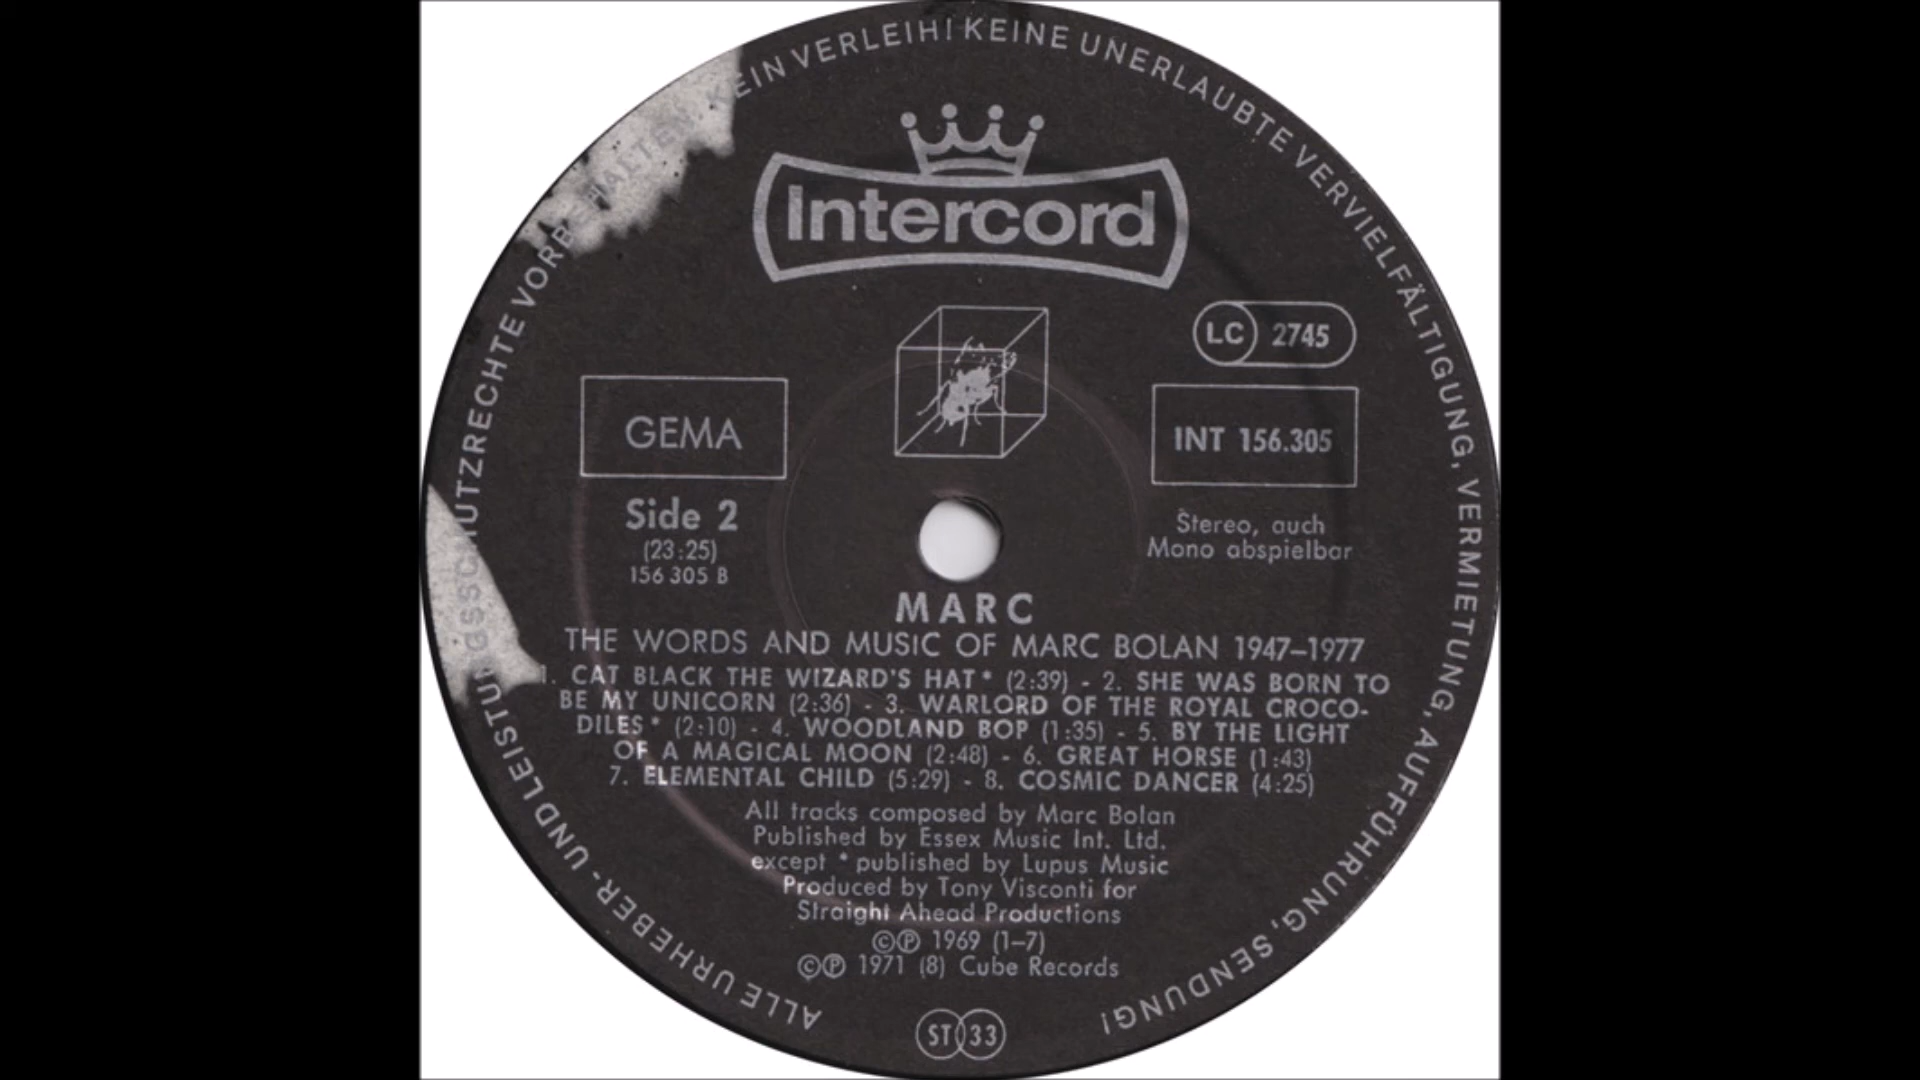 ALLE URHEBER- UND LEISTUNGSSCHUTZRECHTE VORBEHALTEN. KEIN VERLEIH! KEINE UNERLAUBTE VERVIELFÄLTIGUNG, VERMIETUNG, AUFFÜHRUNG, SENDUNG!
Intercord
LC 2745
GEMA
INT 156.305
Side 2
(23:25)
156 305 B
Stereo, auch
Mono abspielbar
MARC
THE WORDS AND MUSIC OF MARC BOLAN 1947–1977
1. CAT BLACK THE WIZARD'S HAT* (2:39) - 2. SHE WAS BORN TO
BE MY UNICORN (2:36) - 3. WARLORD OF THE ROYAL CROCO-
DILES* (2:10) - 4. WOODLAND BOP (1:35) - 5. BY THE LIGHT
OF A MAGICAL MOON (2:48) - 6. GREAT HORSE (1:43)
7. ELEMENTAL CHILD (5:29) - 8. COSMIC DANCER (4:25)
All tracks composed by Marc Bolan
Published by Essex Music Int. Ltd.
except * published by Lupus Music
Produced by Tony Visconti for
Straight Ahead Productions
©℗ 1969 (1–7)
©℗ 1971 (8) Cube Records
ST 33